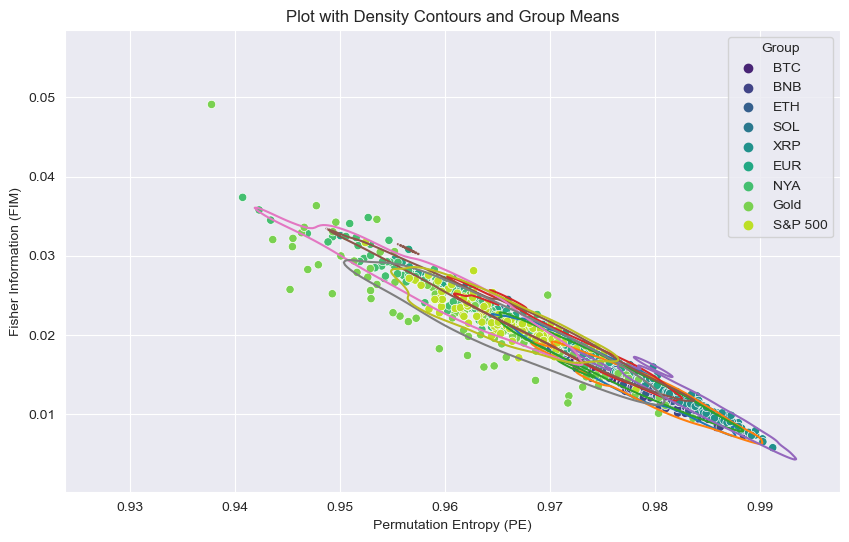 Plot with Density Contours and Group Means
Group
BTC
BNB
ETH
SOL
XRP
EUR
NYA
Gold
S&P 500
0.05
0.04
0.03
0.02
0.01
Fisher Information (FIM)
0.93 0.94 0.95 0.96 0.97 0.98 0.99
Permutation Entropy (PE)